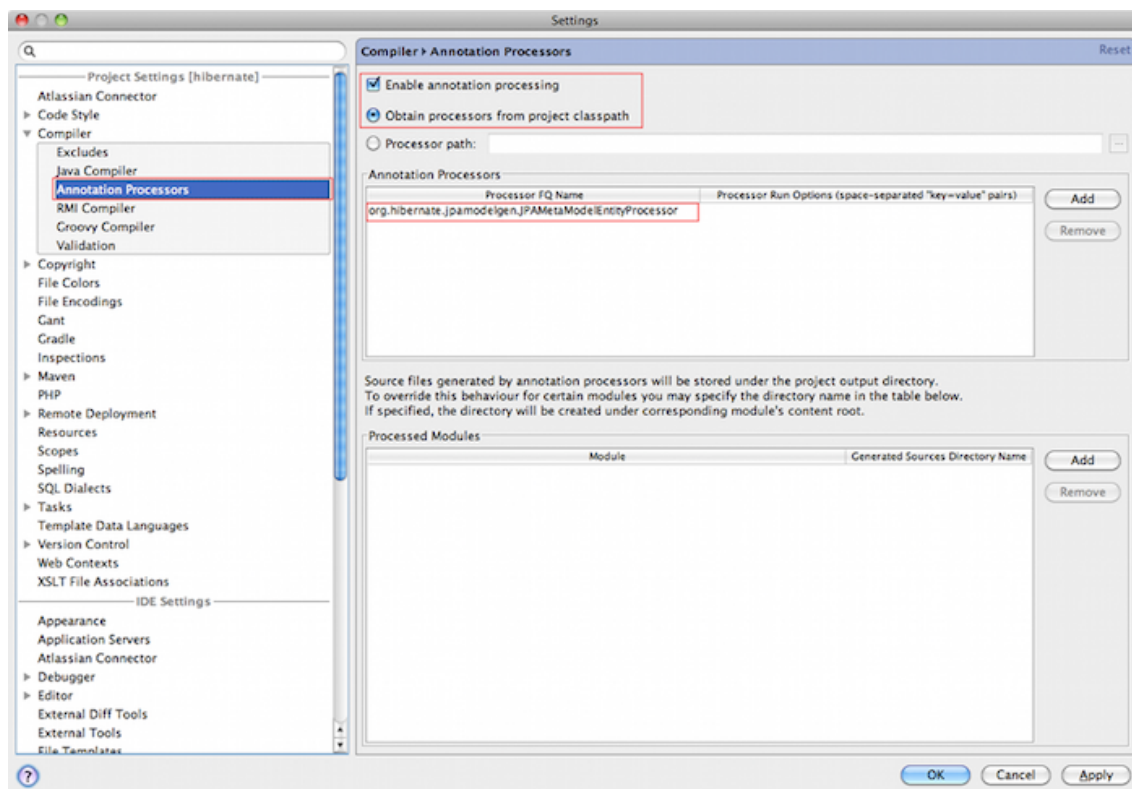 Settings
Project Settings [hibernate]
Atlassian Connector
Code Style
Compiler
Excludes
Java Compiler
Annotation Processors
RMI Compiler
Groovy Compiler
Validation
Copyright
File Colors
File Encodings
Gant
Gradle
Inspections
Maven
PHP
Remote Deployment
Resources
Scopes
Spelling
SQL Dialects
Tasks
Template Data Languages
Version Control
Web Contexts
XSLT File Associations
IDE Settings
Appearance
Application Servers
Atlassian Connector
Debugger
Editor
External Diff Tools
External Tools
File Templates
Compiler ▸ Annotation Processors
Reset
Enable annotation processing
Obtain processors from project classpath
Processor path:
Annotation Processors
Processor FQ Name
Processor Run Options (space-separated "key=value" pairs)
org.hibernate.jpamodelgen.JPAMetaModelEntityProcessor
Add
Remove
Source files generated by annotation processors will be stored under the project output directory.
To override this behaviour for certain modules you may specify the directory name in the table below.
If specified, the directory will be created under corresponding module's content root.
Processed Modules
Module
Generated Sources Directory Name
Add
Remove
?
OK
Cancel
Apply